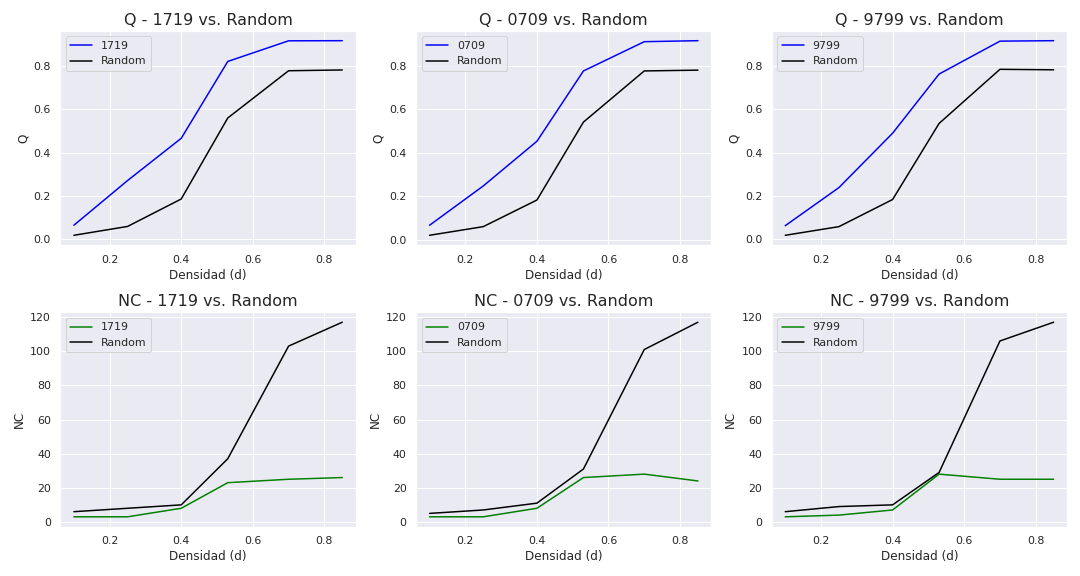 Q - 1719 vs. Random
1719
Random
Q
0.8
0.6
0.4
0.2
0.0
0.2 0.4 0.6 0.8
Densidad (d)
Q - 0709 vs. Random
0709
Random
Q
0.8
0.6
0.4
0.2
0.0
0.2 0.4 0.6 0.8
Densidad (d)
Q - 9799 vs. Random
9799
Random
Q
0.8
0.6
0.4
0.2
0.0
0.2 0.4 0.6 0.8
Densidad (d)
NC - 1719 vs. Random
1719
Random
NC
120
100
80
60
40
20
0
0.2 0.4 0.6 0.8
Densidad (d)
NC - 0709 vs. Random
0709
Random
NC
120
100
80
60
40
20
0
0.2 0.4 0.6 0.8
Densidad (d)
NC - 9799 vs. Random
9799
Random
NC
120
100
80
60
40
20
0
0.2 0.4 0.6 0.8
Densidad (d)